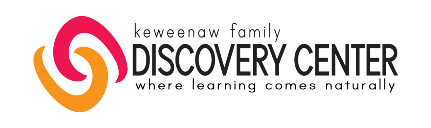 keweenaw family
DISCOVERY CENTER
where learning comes naturally